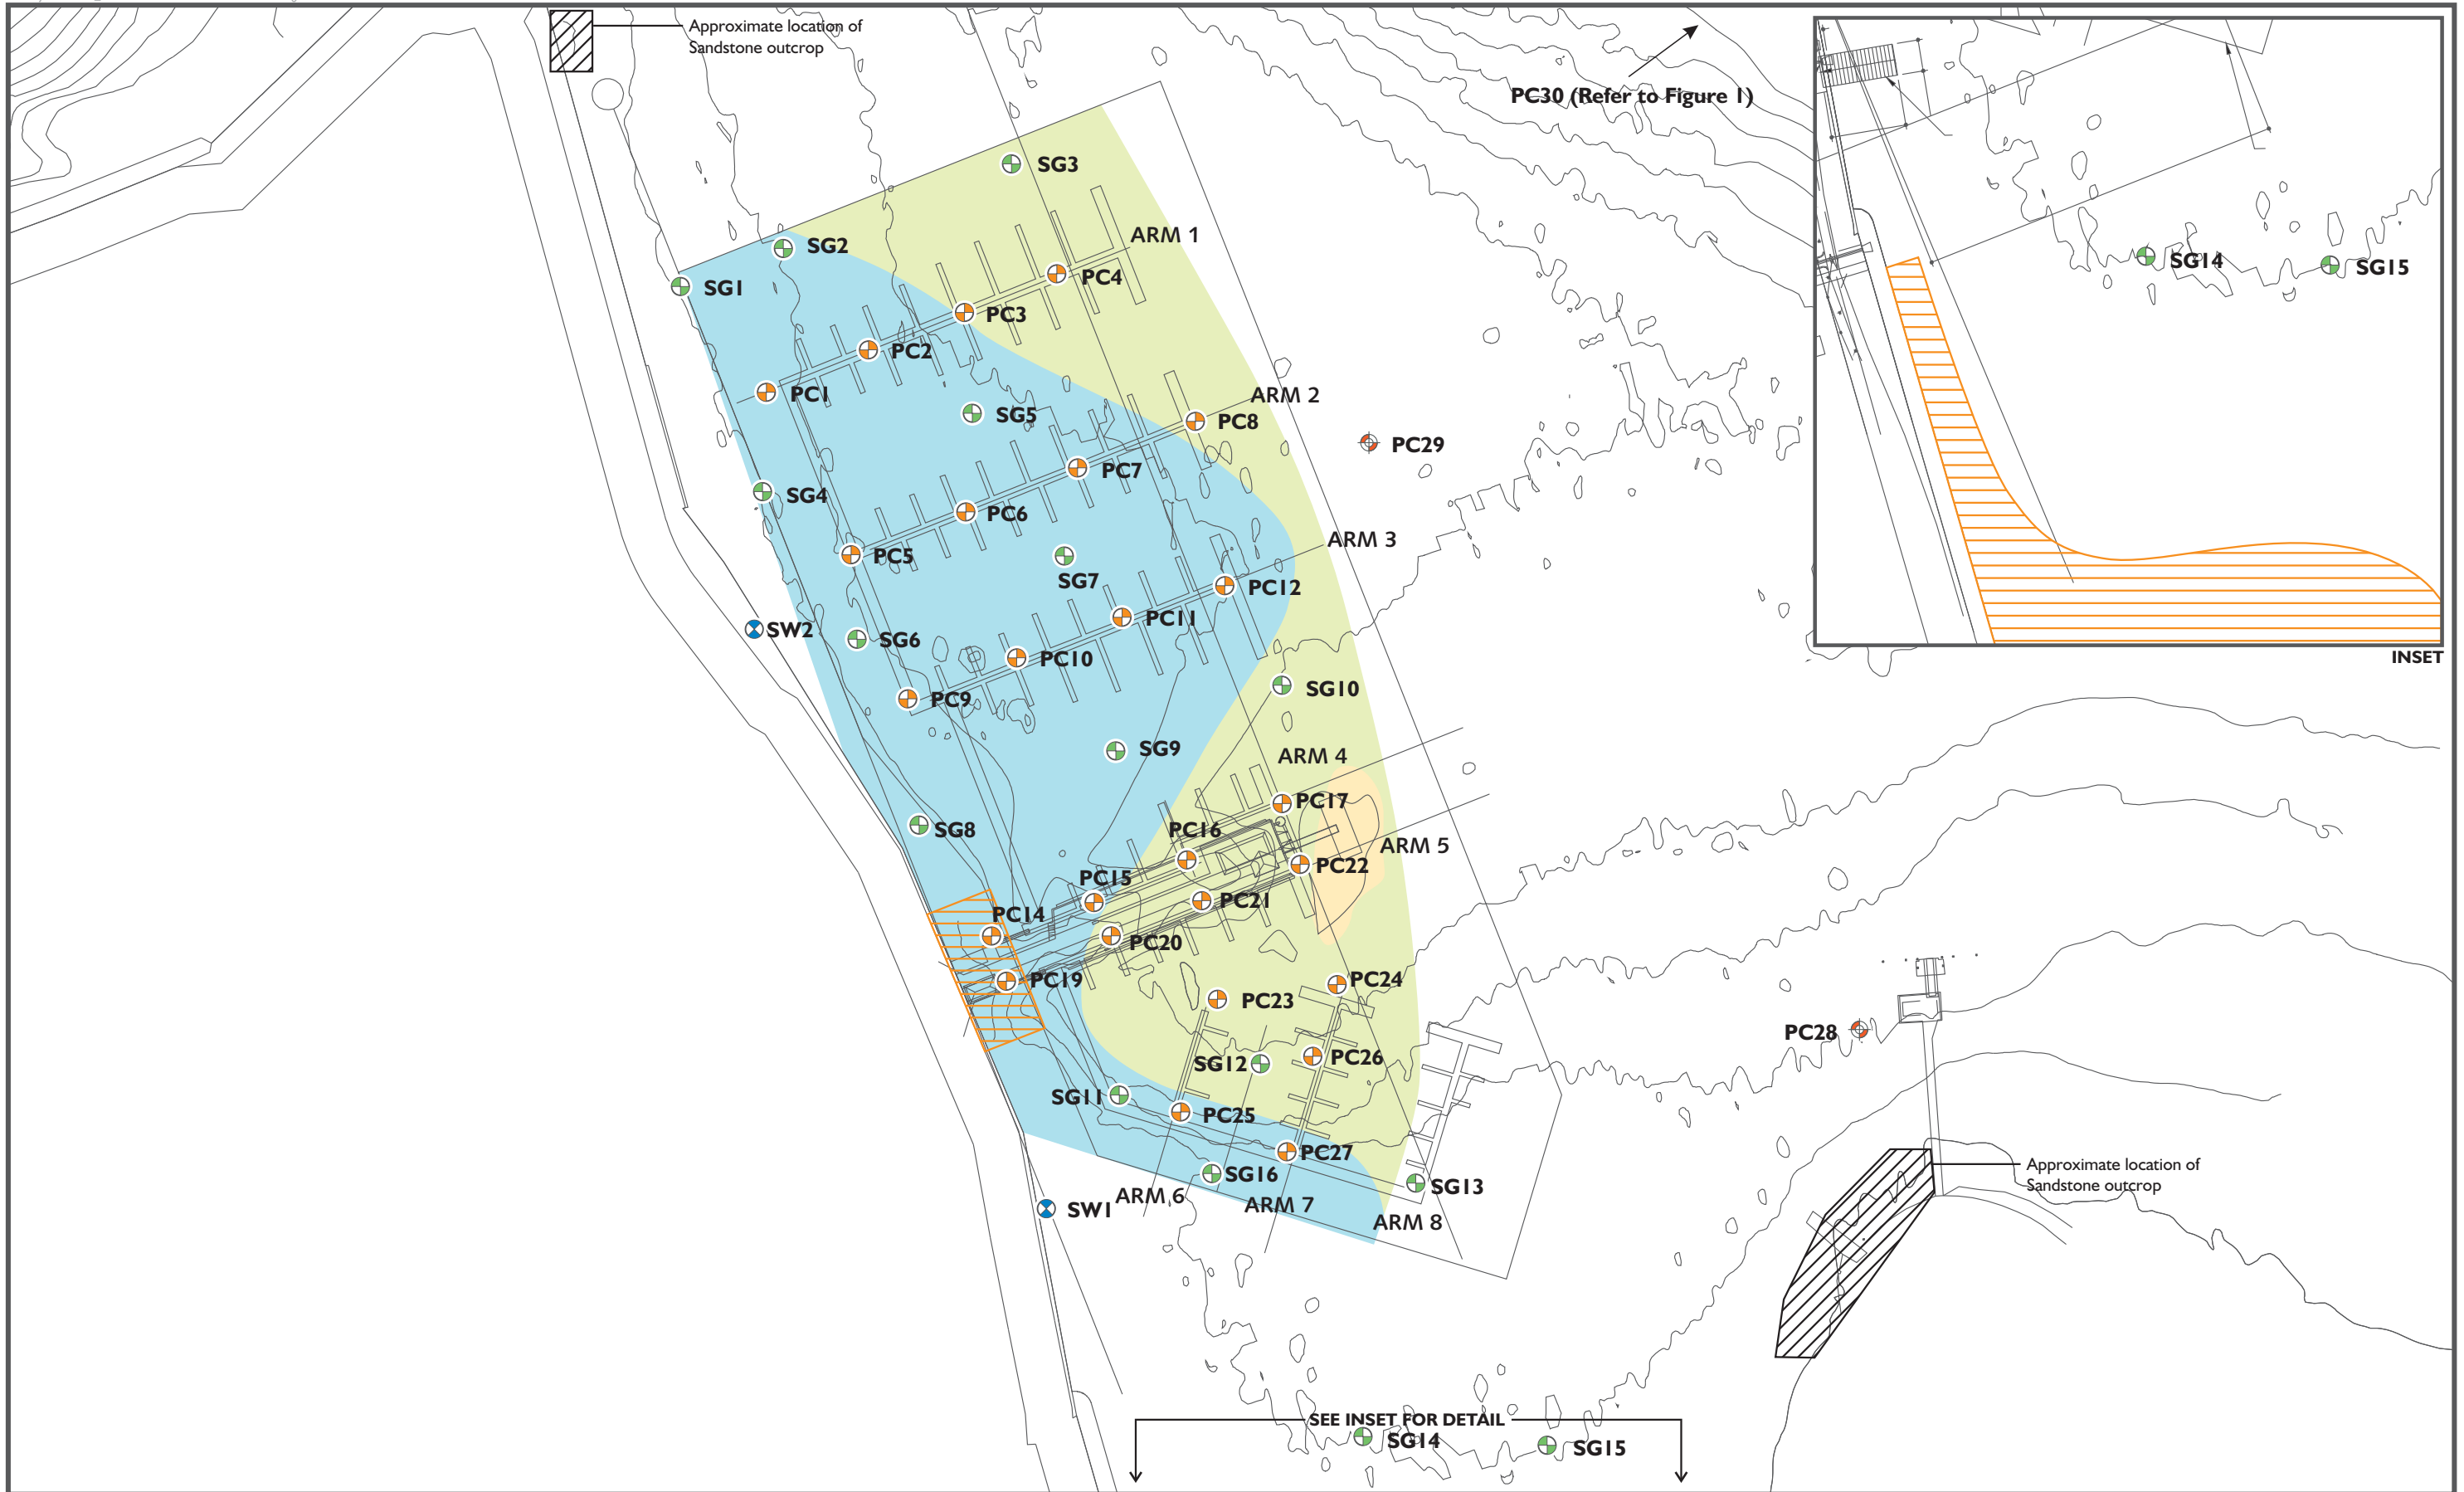 Approximate location of
Sandstone outcrop
PC30 (Refer to Figure 1)
SG3
ARM 1
SG2
PC4
SG14
SG15
SG1
PC3
PC2
PC1
ARM 2
SG5
PC8
PC29
PC7
SG4
PC6
ARM 3
PC5
SG7
PC12
PC11
SW2
SG6
PC10
INSET
SG10
PC9
SG9
ARM 4
PC17
SG8
PC16
ARM 5
PC22
PC15
PC21
PC14
PC20
PC19
PC24
PC23
PC28
PC26
SG12
SG11
PC25
PC27
Approximate location of
Sandstone outcrop
SG16
SG13
ARM 6
ARM 7
SW1
ARM 8
SEE INSET FOR DETAIL
SG14
SG15